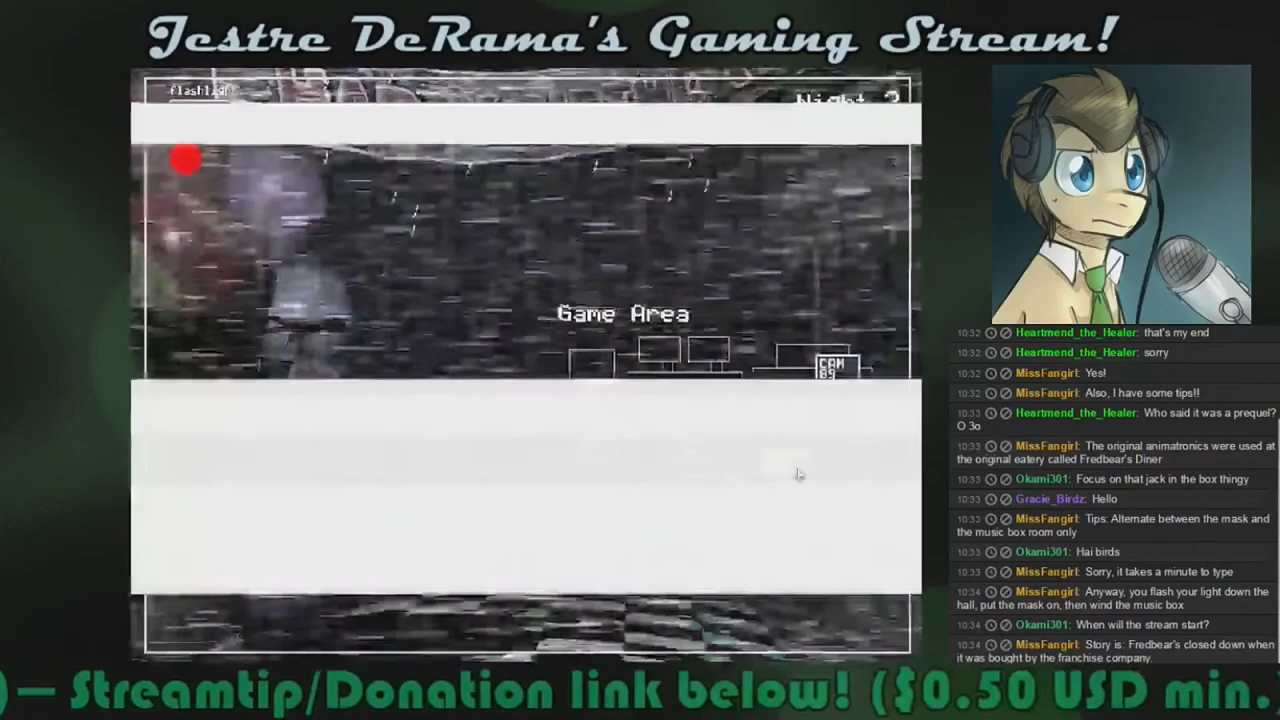 Jestre DeRama's Gaming Stream!
flashlight
Night 2
Game Area
CAM
09
10:32 Heartmend_the_Healer: that's my end
10:32 Heartmend_the_Healer: sorry
10:32 MissFangirl: Yes!
10:32 MissFangirl: Also, I have some tips!!
10:33 Heartmend_the_Healer: Who said it was a prequel?
O 3o
10:33 MissFangirl: The original animatronics were used at
the original eatery called Fredbear's Diner
10:33 Okami301: Focus on that jack in the box thingy
10:33 Gracie_Birdz: Hello
10:33 MissFangirl: Tips: Alternate between the mask and
the music box room only
10:33 Okami301: Hai birds
10:33 MissFangirl: Sorry, it takes a minute to type
10:34 MissFangirl: Anyway, you flash your light down the
hall, put the mask on, then wind the music box
10:34 Okami301: When will the stream start?
10:34 MissFangirl: Story is: Fredbear's closed down when
it was bought by the franchise company.
) — Streamtip/Donation link below! ($0.50 USD min.)